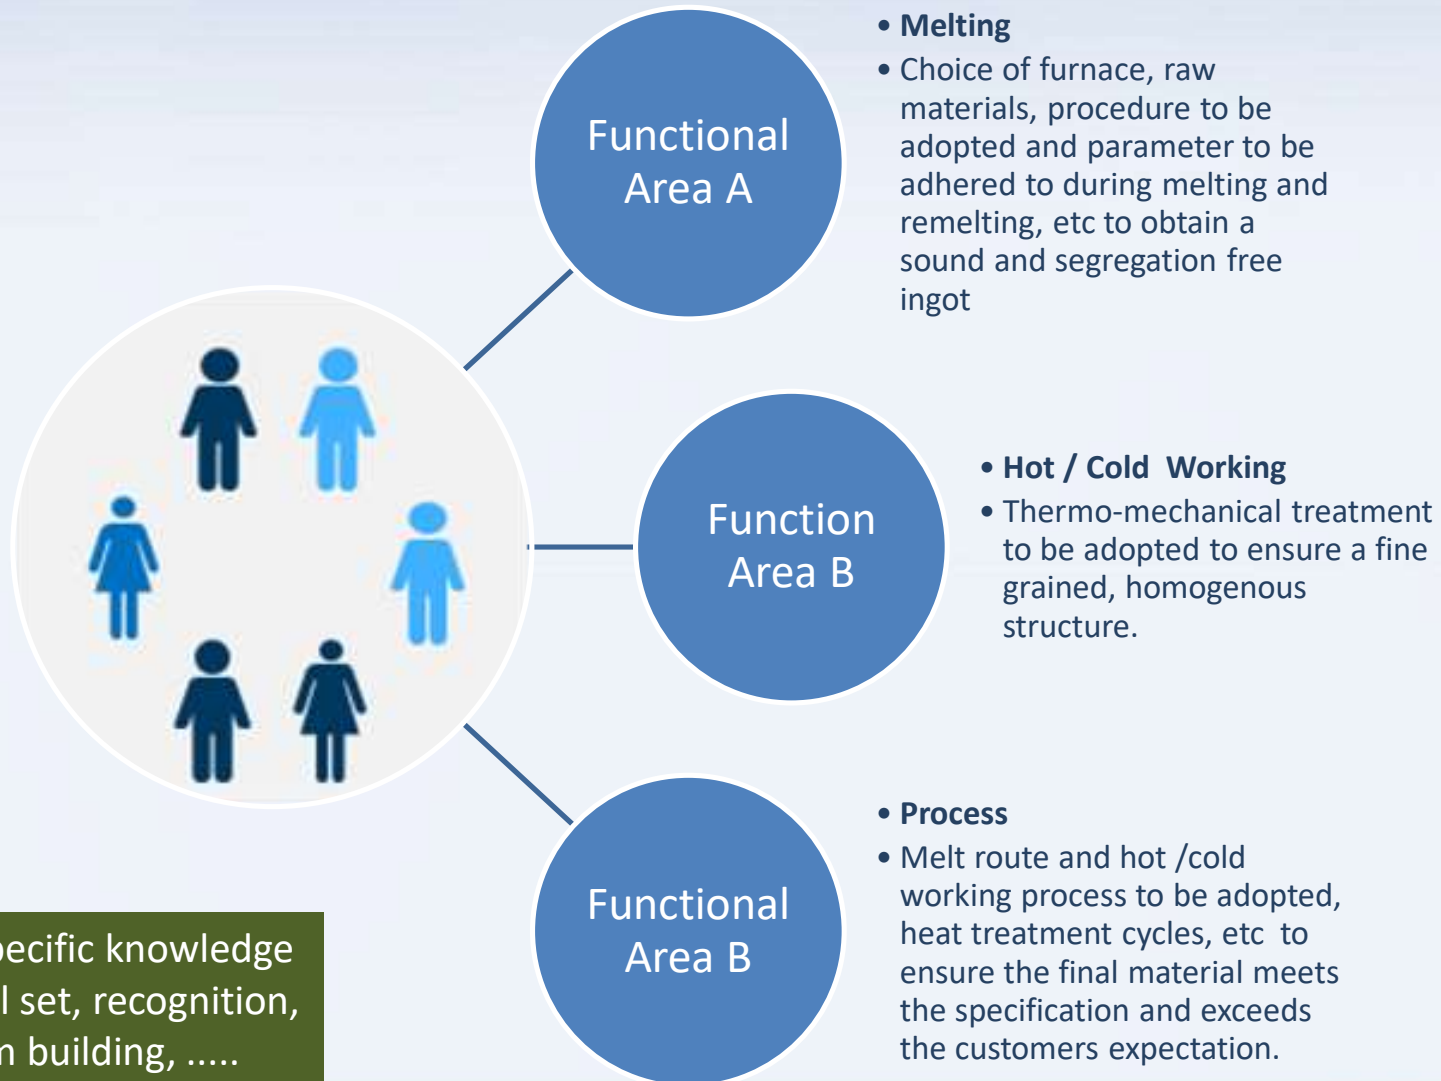 Functional
Area A
• Melting
• Choice of furnace, raw
materials, procedure to be
adopted and parameter to be
adhered to during melting and
remelting, etc to obtain a
sound and segregation free
ingot
Function
Area B
• Hot / Cold  Working
• Thermo-mechanical treatment
to be adopted to ensure a fine
grained, homogenous
structure.
Functional
Area B
• Process
• Melt route and hot /cold
working process to be adopted,
heat treatment cycles, etc  to
ensure the final material meets
the specification and exceeds
the customers expectation.
knowledge
set, recognition,
building, .....